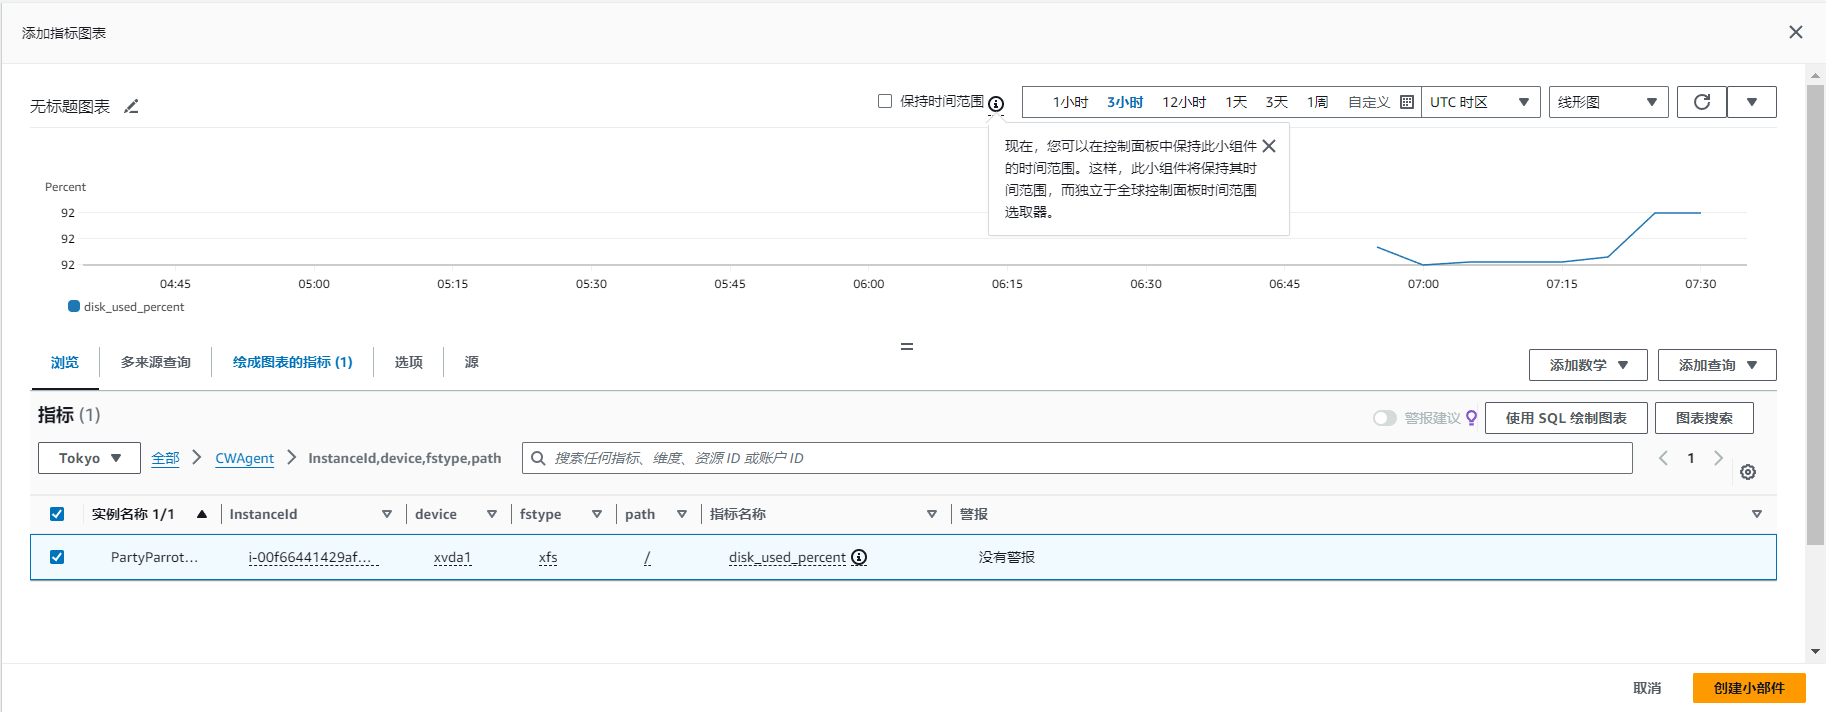 添加指标图表
无标题图表
保持时间范围
1小时 3小时 12小时 1天 3天 1周 自定义 UTC 时区 线形图
现在，您可以在控制面板中保持此小组件
的时间范围。这样，此小组件将保持其时
间范围，而独立于全球控制面板时间范围
选取器。
Percent
92
92
92
04:45 05:00 05:15 05:30 05:45 06:00 06:15 06:30 06:45 07:00 07:15 07:30
disk_used_percent
浏览 多来源查询 绘成图表的指标 (1) 选项 源 添加数学 添加查询
指标 (1)
警报建议 使用 SQL 绘制图表 图表搜索
Tokyo 全部 CWAgent InstanceId,device,fstype,path 搜索任何指标、维度、资源 ID 或账户 ID 1
实例名称 1/1 InstanceId device fstype path 指标名称 警报
PartyParrot... i-00f66441429af... xvda1 xfs / disk_used_percent 没有警报
取消 创建小部件